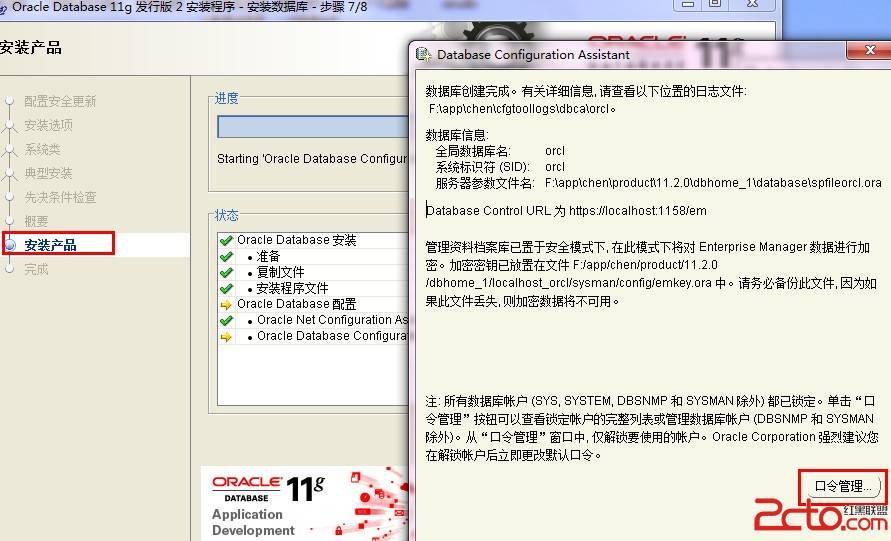 Oracle Database 11g 发行版 2 安装程序 - 安装数据库 - 步骤 7/8
安装产品
配置安全更新
安装选项
系统类
典型安装
先决条件检查
概要
安装产品
完成
进度
Starting 'Oracle Database Configur
状态
Oracle Database 安装
• 准备
• 复制文件
• 安装程序文件
Oracle Database 配置
• Oracle Net Configuration As
• Oracle Database Configura
ORACLE 11g
DATABASE
Application
Development
Database Configuration Assistant
数据库创建完成。有关详细信息,请查看以下位置的日志文件:
F:\app\chen\cfgtoollogs\dbca\orcl。
数据库信息:
全局数据库名: orcl
系统标识符 (SID): orcl
服务器参数文件名: F:\app\chen\product\11.2.0\dbhome_1\database\spfileorcl.ora
Database Control URL 为 https://localhost:1158/em
管理资料档案库已置于安全模式下, 在此模式下将对 Enterprise Manager 数据进行加
密。加密密钥已放置在文件 F:/app/chen/product/11.2.0
/dbhome_1/localhost_orcl/sysman/config/emkey.ora 中。请务必备份此文件, 因为如
果此文件丢失, 则加密数据将不可用。
注: 所有数据库帐户 (SYS, SYSTEM, DBSNMP 和 SYSMAN 除外) 都已锁定。单击“口
令管理”按钮可以查看锁定帐户的完整列表或管理数据库帐户 (DBSNMP 和 SYSMAN
除外)。从“口令管理”窗口中, 仅解锁要使用的帐户。Oracle Corporation 强烈建议您
在解锁帐户后立即更改默认口令。
口令管理...
2cto.com
红黑联盟